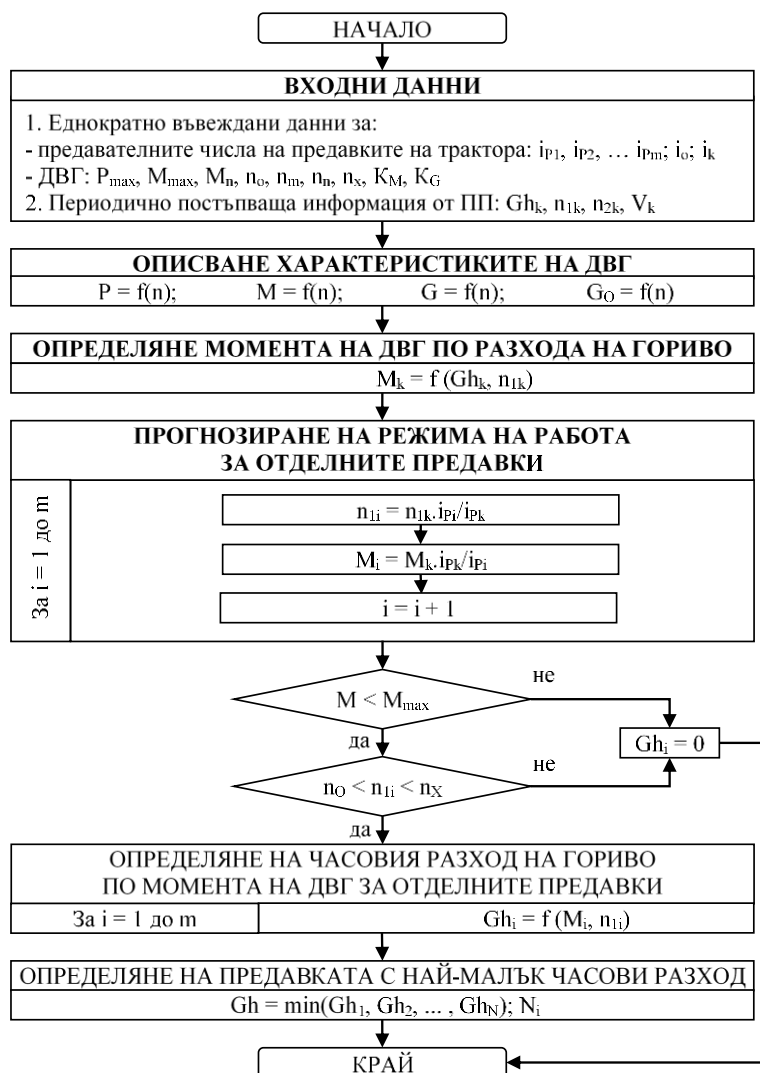 НАЧАЛО
ВХОДНИ ДАННИ
1. Еднократно въвеждани данни за:
- предавателните числа на предавките на трактора: iP1, iP2, … iPm; io; ik
- ДВГ: Pmax, Mmax, Mn, no, nm, nn, nx, KM, KG
2. Периодично постъпваща информация от ПП: Ghk, n1k, n2k, Vk
ОПИСВАНЕ ХАРАКТЕРИСТИКИТЕ НА ДВГ
P = f(n); M = f(n); G = f(n); GO = f(n)
ОПРЕДЕЛЯНЕ МОМЕНТА НА ДВГ ПО РАЗХОДА НА ГОРИВО
Mk = f (Ghk, n1k)
ПРОГНОЗИРАНЕ НА РЕЖИМА НА РАБОТА
ЗА ОТДЕЛНИТЕ ПРЕДАВКИ
За i = 1 до m
n1i = n1k.iPi/iPk
Mi = Mk.iPk/iPi
i = i + 1
M < Mmax
не
да
Ghi = 0
nO < n1i < nX
не
да
ОПРЕДЕЛЯНЕ НА ЧАСОВИЯ РАЗХОД НА ГОРИВО
ПО МОМЕНТА НА ДВГ ЗА ОТДЕЛНИТЕ ПРЕДАВКИ
За i = 1 до m
Ghi = f (Mi, n1i)
ОПРЕДЕЛЯНЕ НА ПРЕДАВКАТА С НАЙ-МАЛЪК ЧАСОВИ РАЗХОД
Gh = min(Gh1, Gh2, ... , GhN); Ni
КРАЙ